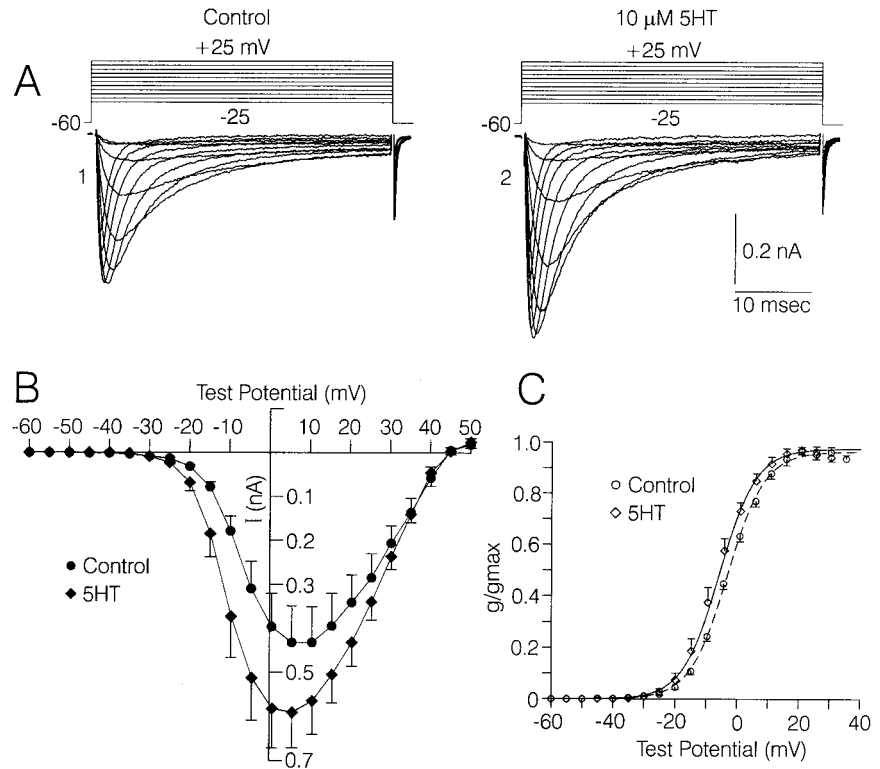 Control
10 µM 5HT
A
+25 mV
+25 mV
-60
-25
-60
-25
1
2
0.2 nA
10 msec
B
Test Potential (mV)
-60 -50 -40 -30 -20 -10 10 20 30 40 50
I (nA)
0.1
0.2
0.3
0.5
0.7
Control
5HT
C
1.0
0.8
0.6
0.4
0.2
0
g/gmax
Control
5HT
-60 -40 -20 0 20 40
Test Potential (mV)